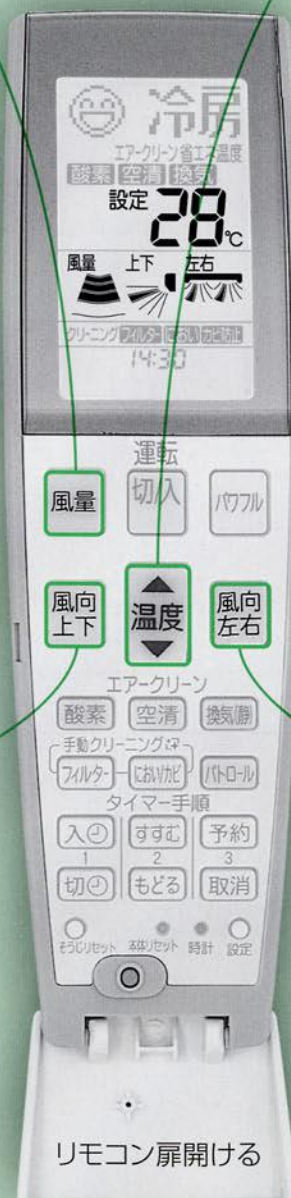 冷房
エアークリーン省エネ温度
酸素 空清 換気
設定 28℃
風量 上下 左右
クリーニング フィルター におい カビ防止
14:30
運転
風量 切/入 パワフル
風向上下 ▲温度▼ 風向左右
エアークリーン
酸素 空清 換気(静)
手動クリーニング
フィルター においカビ パトロール
タイマー手順
入 すすむ 予約
1 2 3
切 もどる 取消
そうじリセット 本体リセット 時計 設定
リモコン扉開ける